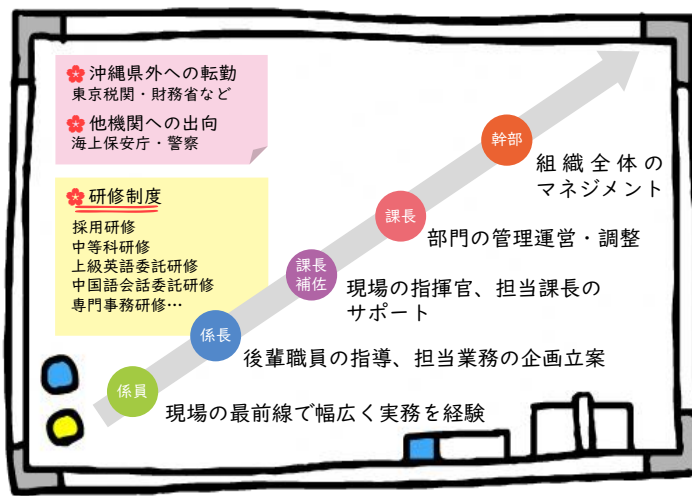 沖縄県外への転勤
東京税関・財務省など
他機関への出向
海上保安庁・警察
研修制度
採用研修
中等科研修
上級英語委託研修
中国語会話委託研修
専門事務研修…
幹部
組織全体の
マネジメント
課長
部門の管理運営・調整
課長
補佐
現場の指揮官、担当課長の
サポート
係長
後輩職員の指導、担当業務の企画立案
係員
現場の最前線で幅広く実務を経験